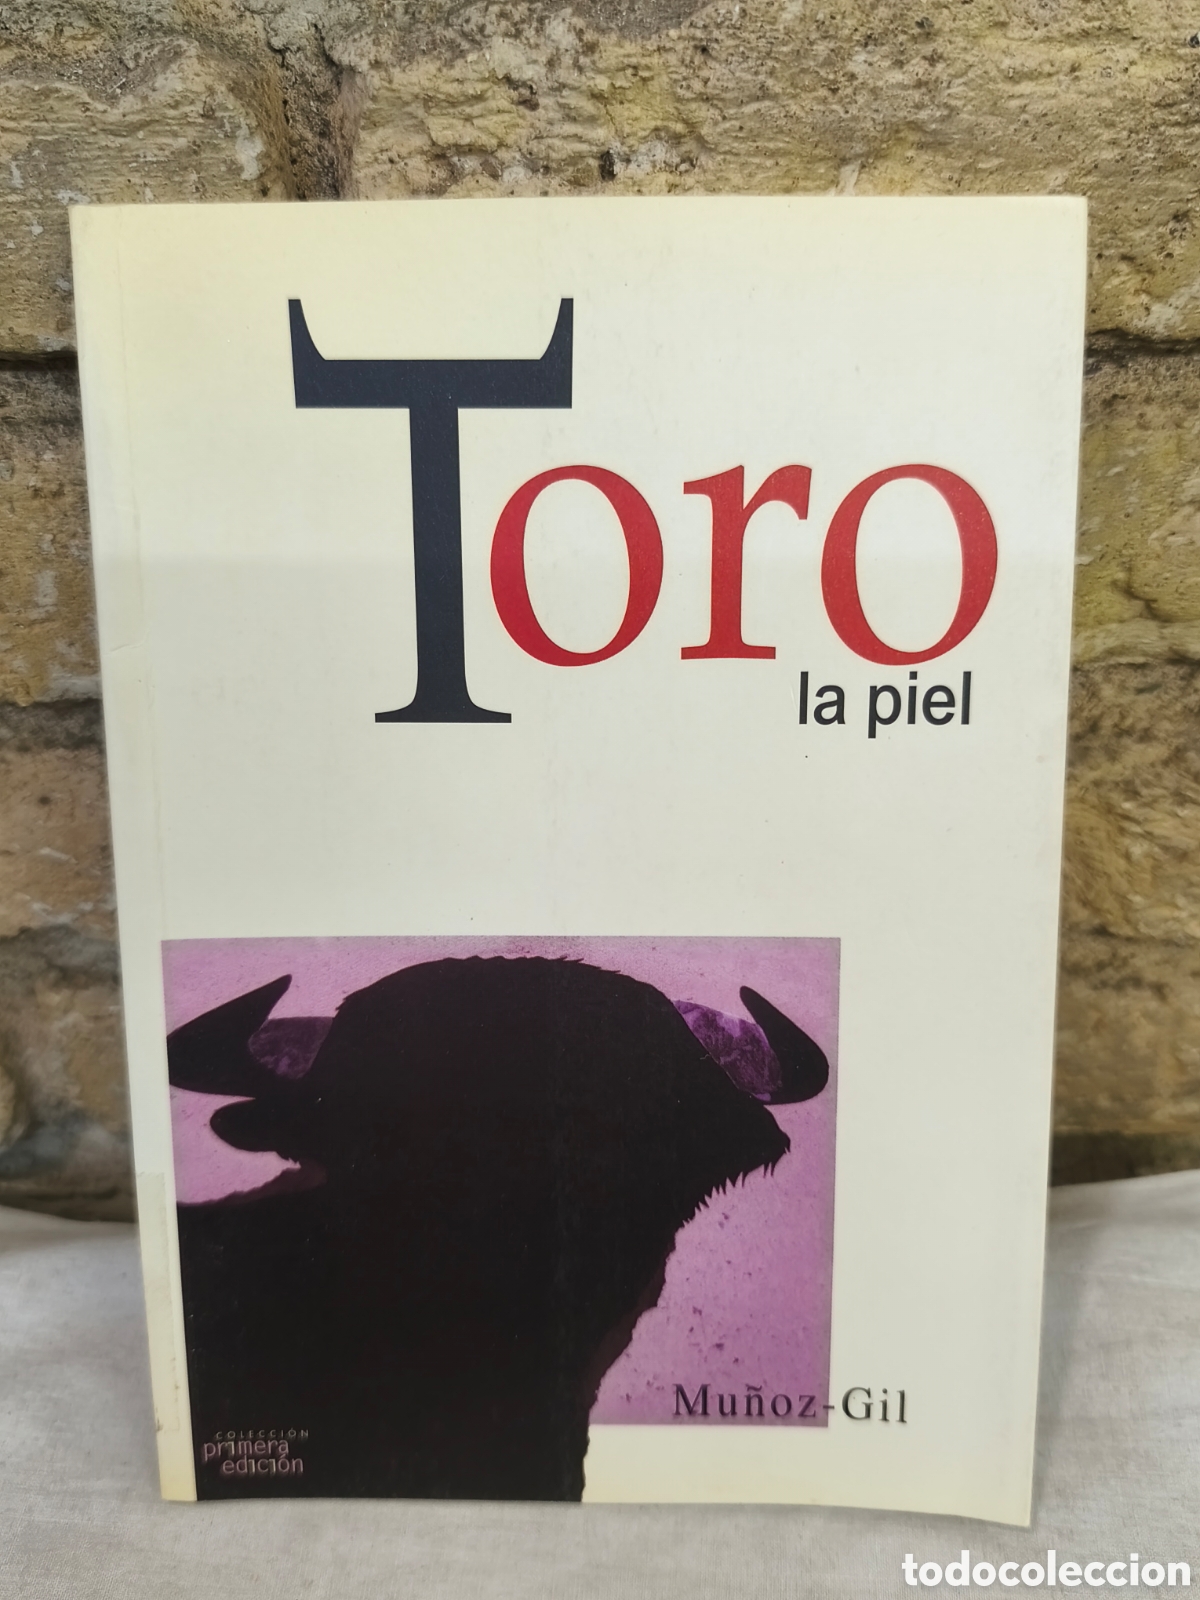 Toro
la piel
Muñoz-Gil
COLECCIÓN
primera
edición
todocoleccion